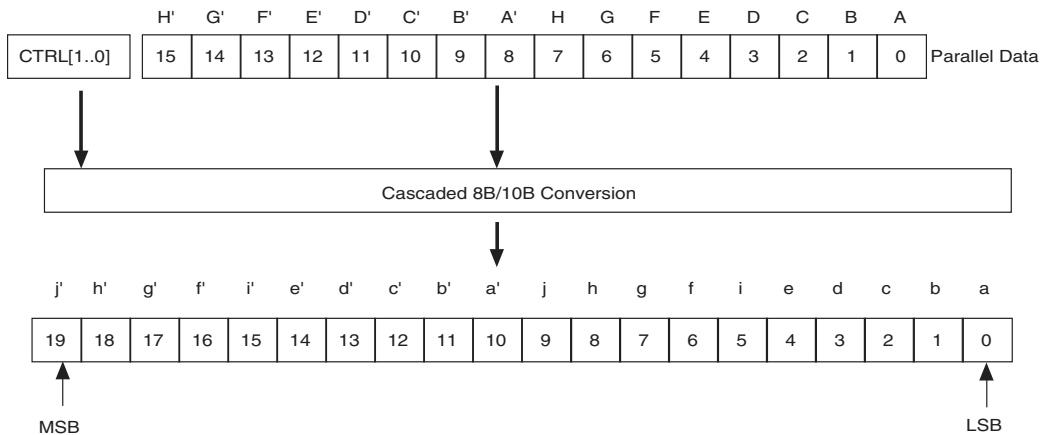 H' G' F' E' D' C' B' A' H G F E D C B A
CTRL[1..0] 15 14 13 12 11 10 9 8 7 6 5 4 3 2 1 0 Parallel Data
Cascaded 8B/10B Conversion
j' h' g' f' i' e' d' c' b' a' j h g f i e d c b a
19 18 17 16 15 14 13 12 11 10 9 8 7 6 5 4 3 2 1 0
MSB LSB